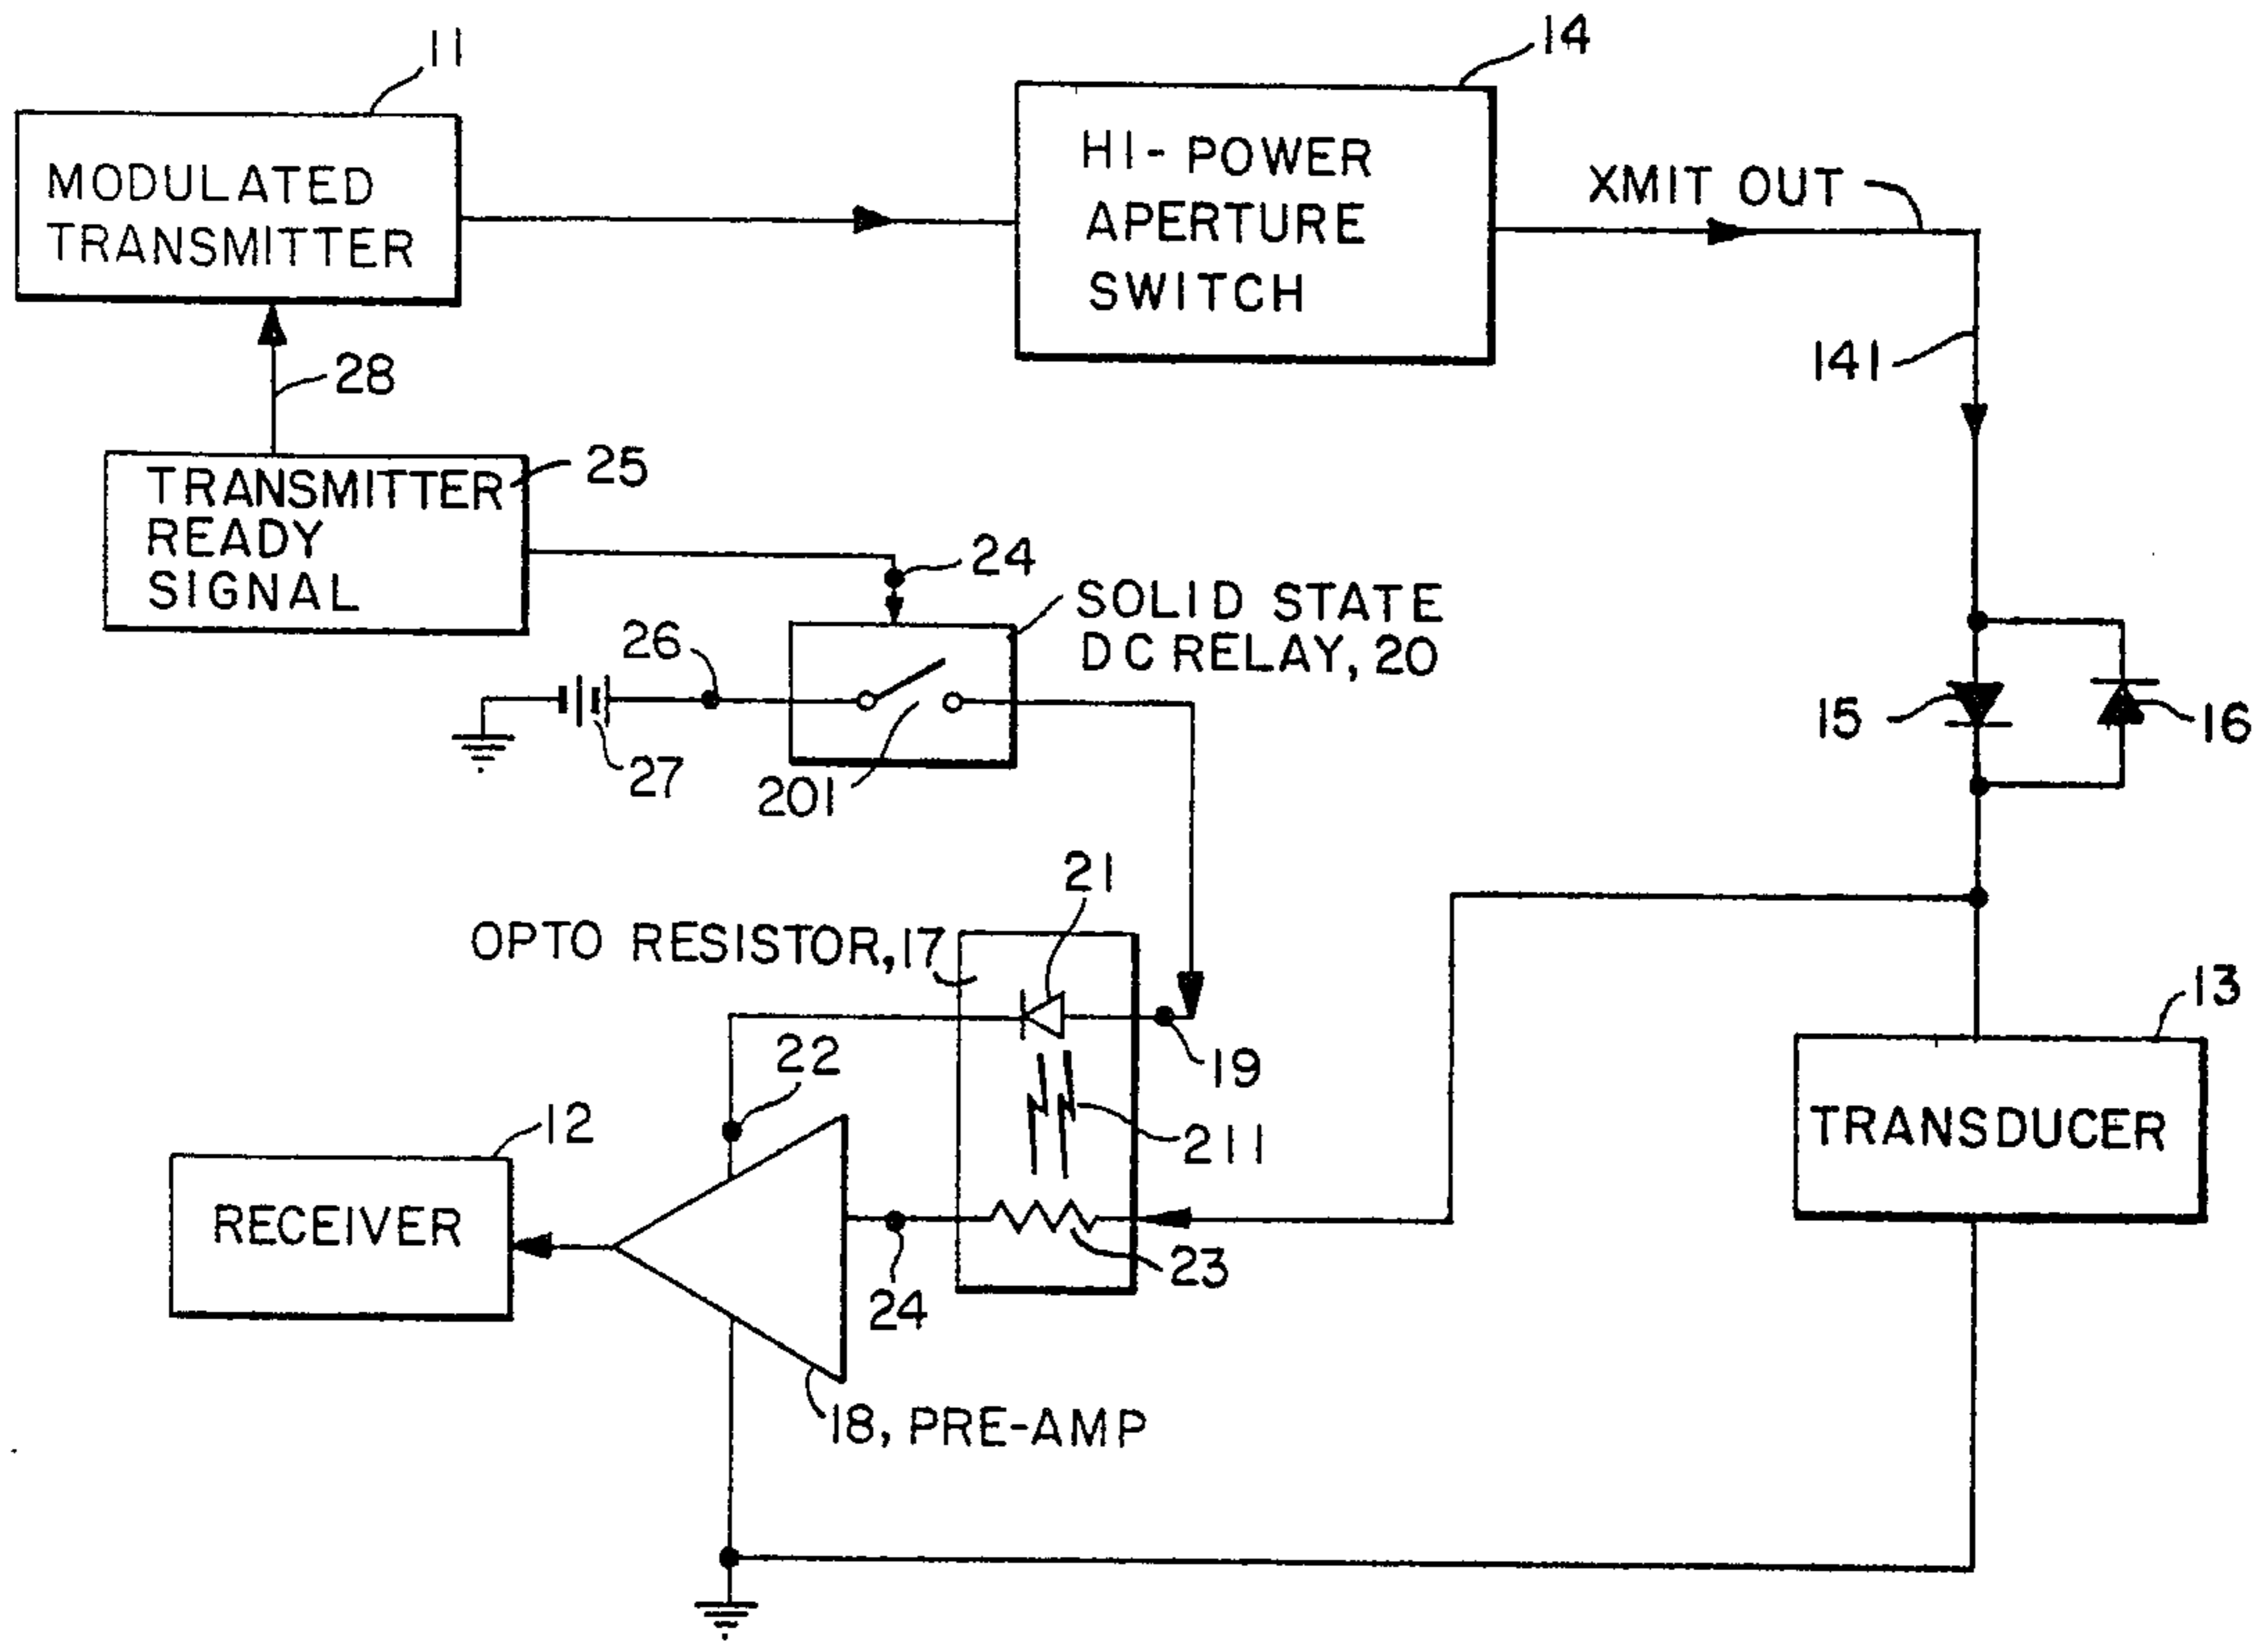 11
14
MODULATED
TRANSMITTER
HI-POWER
APERTURE
SWITCH
XMIT OUT
141
28
TRANSMITTER
READY
SIGNAL
25
24
SOLID STATE
DC RELAY, 20
26
27
201
15
16
21
OPTO RESISTOR, 17
13
22
19
12
211
TRANSDUCER
RECEIVER
23
24
18, PRE-AMP